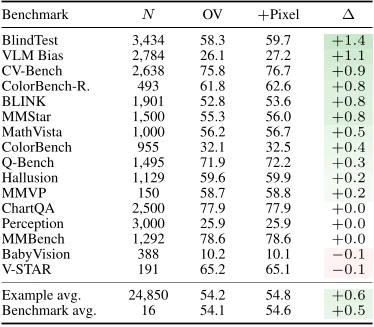 Benchmark N OV +Pixel Δ
BlindTest 3,434 58.3 59.7 +1.4
VLM Bias 2,784 26.1 27.2 +1.1
CV-Bench 2,638 75.8 76.7 +0.9
ColorBench-R. 493 61.8 62.6 +0.8
BLINK 1,901 52.8 53.6 +0.8
MMStar 1,500 55.3 56.0 +0.8
MathVista 1,000 56.2 56.7 +0.5
ColorBench 955 32.1 32.5 +0.4
Q-Bench 1,495 71.9 72.2 +0.3
Hallusion 1,129 59.6 59.9 +0.2
MMVP 150 58.7 58.8 +0.2
ChartQA 2,500 77.9 77.9 +0.0
Perception 3,000 25.9 25.9 +0.0
MMBench 1,292 78.6 78.6 +0.0
BabyVision 388 10.2 10.1 −0.1
V-STAR 191 65.2 65.1 −0.1
Example avg. 24,850 54.2 54.8 +0.6
Benchmark avg. 16 54.1 54.6 +0.5